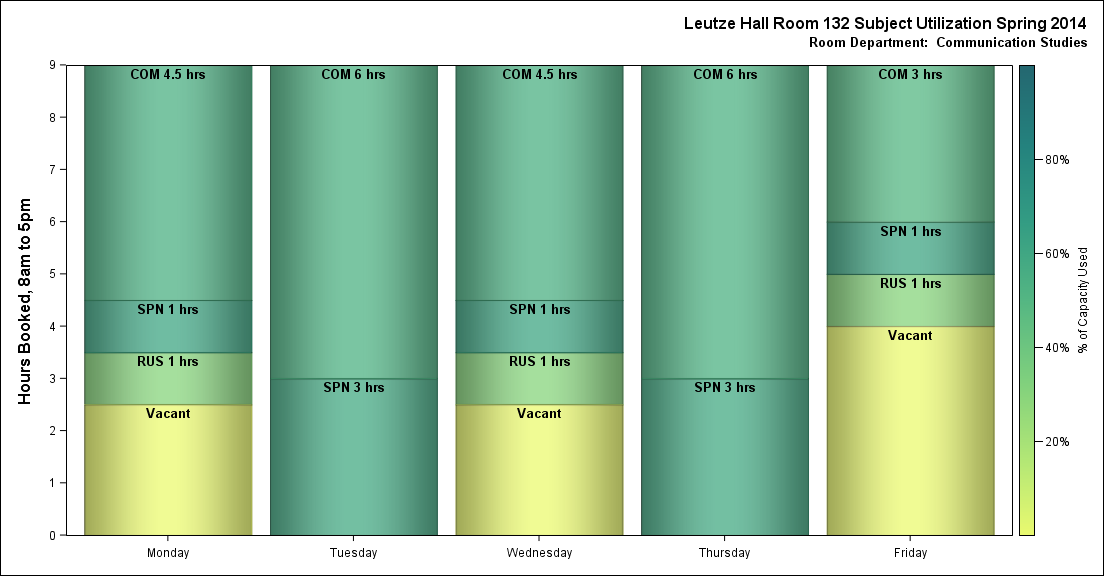 Leutze Hall Room 132 Subject Utilization Spring 2014
Room Department:  Communication Studies
Hours Booked, 8am to 5pm
9
8
7
6
5
4
3
2
1
0
COM 4.5 hrs
SPN 1 hrs
RUS 1 hrs
Vacant
COM 6 hrs
SPN 3 hrs
COM 4.5 hrs
SPN 1 hrs
RUS 1 hrs
Vacant
COM 6 hrs
SPN 3 hrs
COM 3 hrs
SPN 1 hrs
RUS 1 hrs
Vacant
Monday
Tuesday
Wednesday
Thursday
Friday
80%
60%
40%
20%
% of Capacity Used